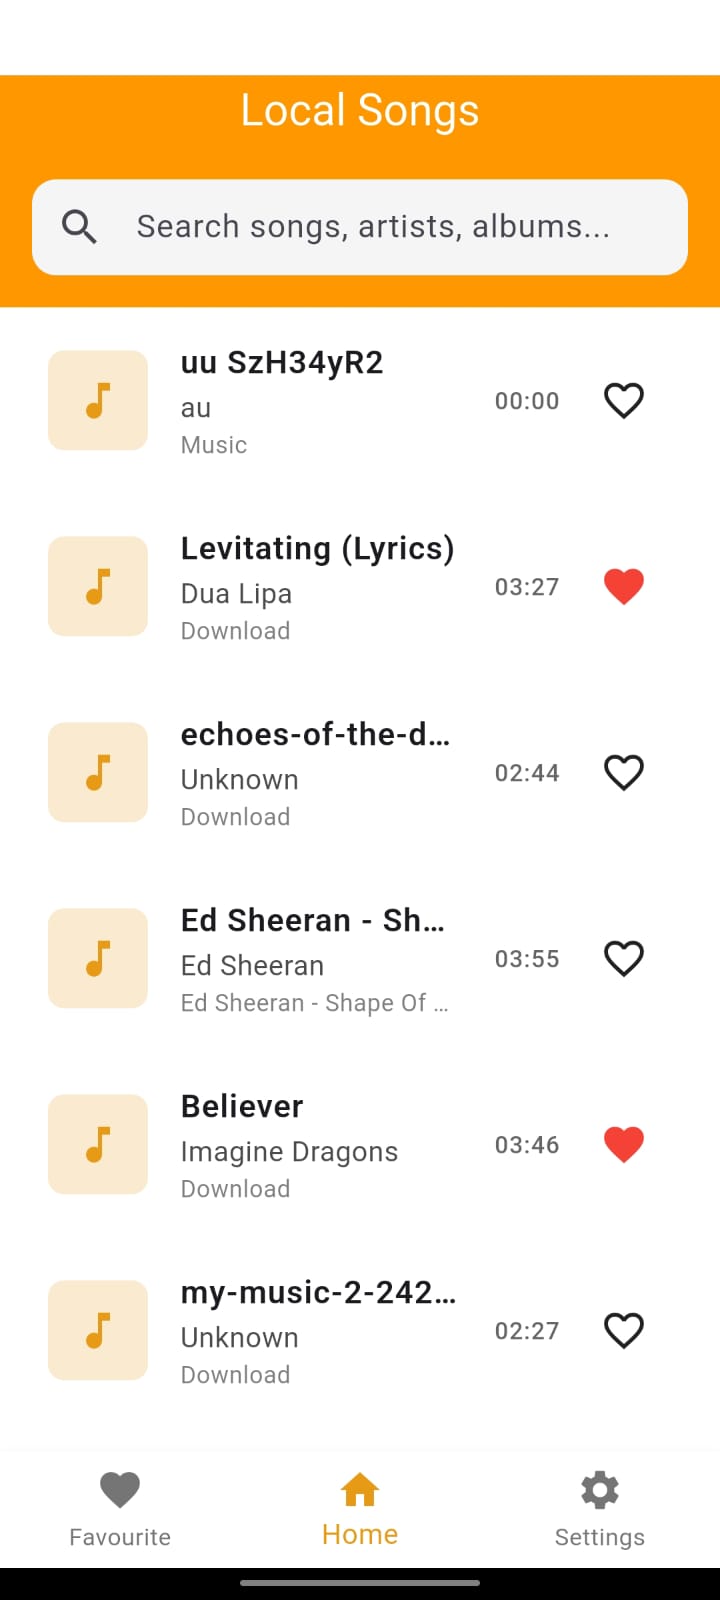 Local Songs
Search songs, artists, albums...
uu SzH34yR2
au
Music
00:00
Levitating (Lyrics)
Dua Lipa
Download
03:27
echoes-of-the-d...
Unknown
Download
02:44
Ed Sheeran - Sh...
Ed Sheeran
Ed Sheeran - Shape Of ...
03:55
Believer
Imagine Dragons
Download
03:46
my-music-2-242...
Unknown
Download
02:27
Favourite
Home
Settings